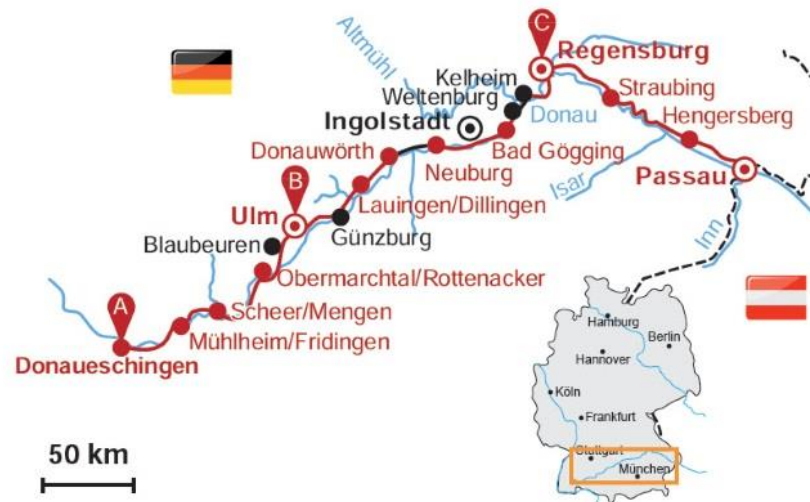 C
Altmühl
Regensburg
Kelheim
Weltenburg
Straubing
Donau
Hengersberg
Ingolstadt
Donauwörth
Bad Gögging
Neuburg
Passau
Isar
B
Lauingen/Dillingen
Ulm
Günzburg
Inn
Blaubeuren
Obermarchtal/Rottenacker
A
Scheer/Mengen
Mühlheim/Fridingen
Donaueschingen
Hamburg
Berlin
Hannover
Köln
Frankfurt
Stuttgart
München
50 km